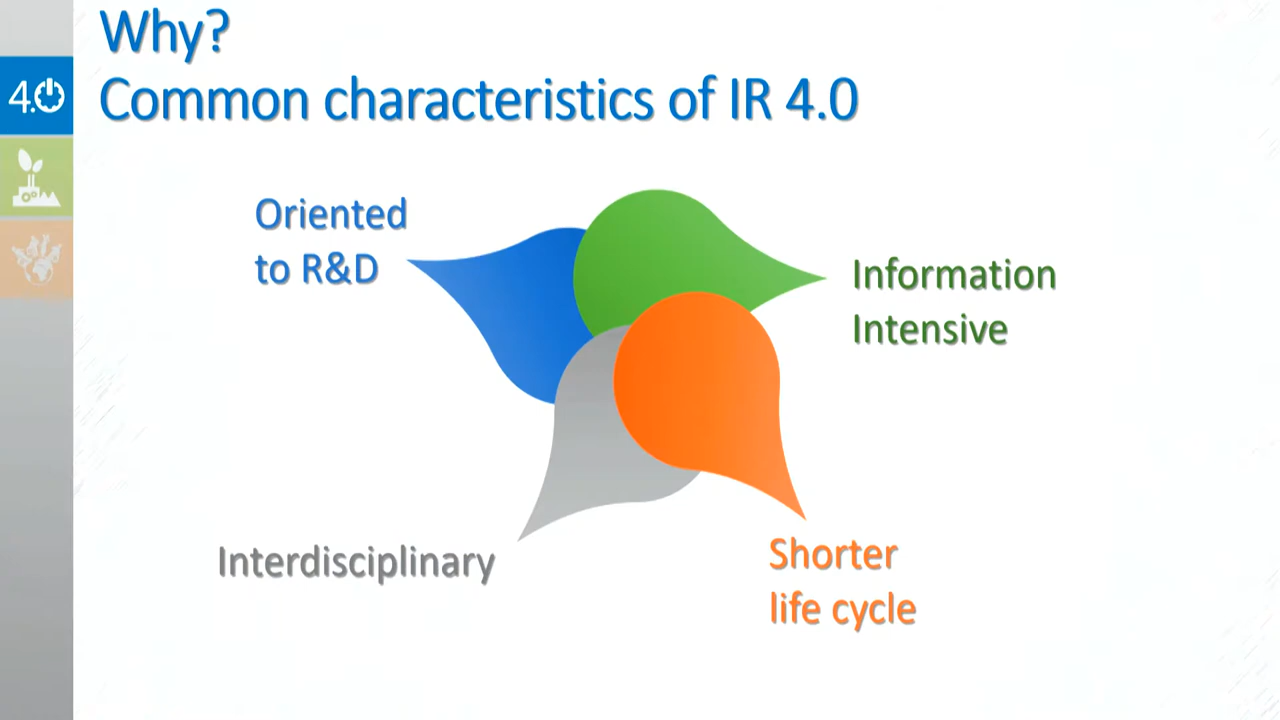 Why?
Common characteristics of IR 4.0
4.0
Oriented
to R&D
Information
Intensive
Interdisciplinary
Shorter
life cycle